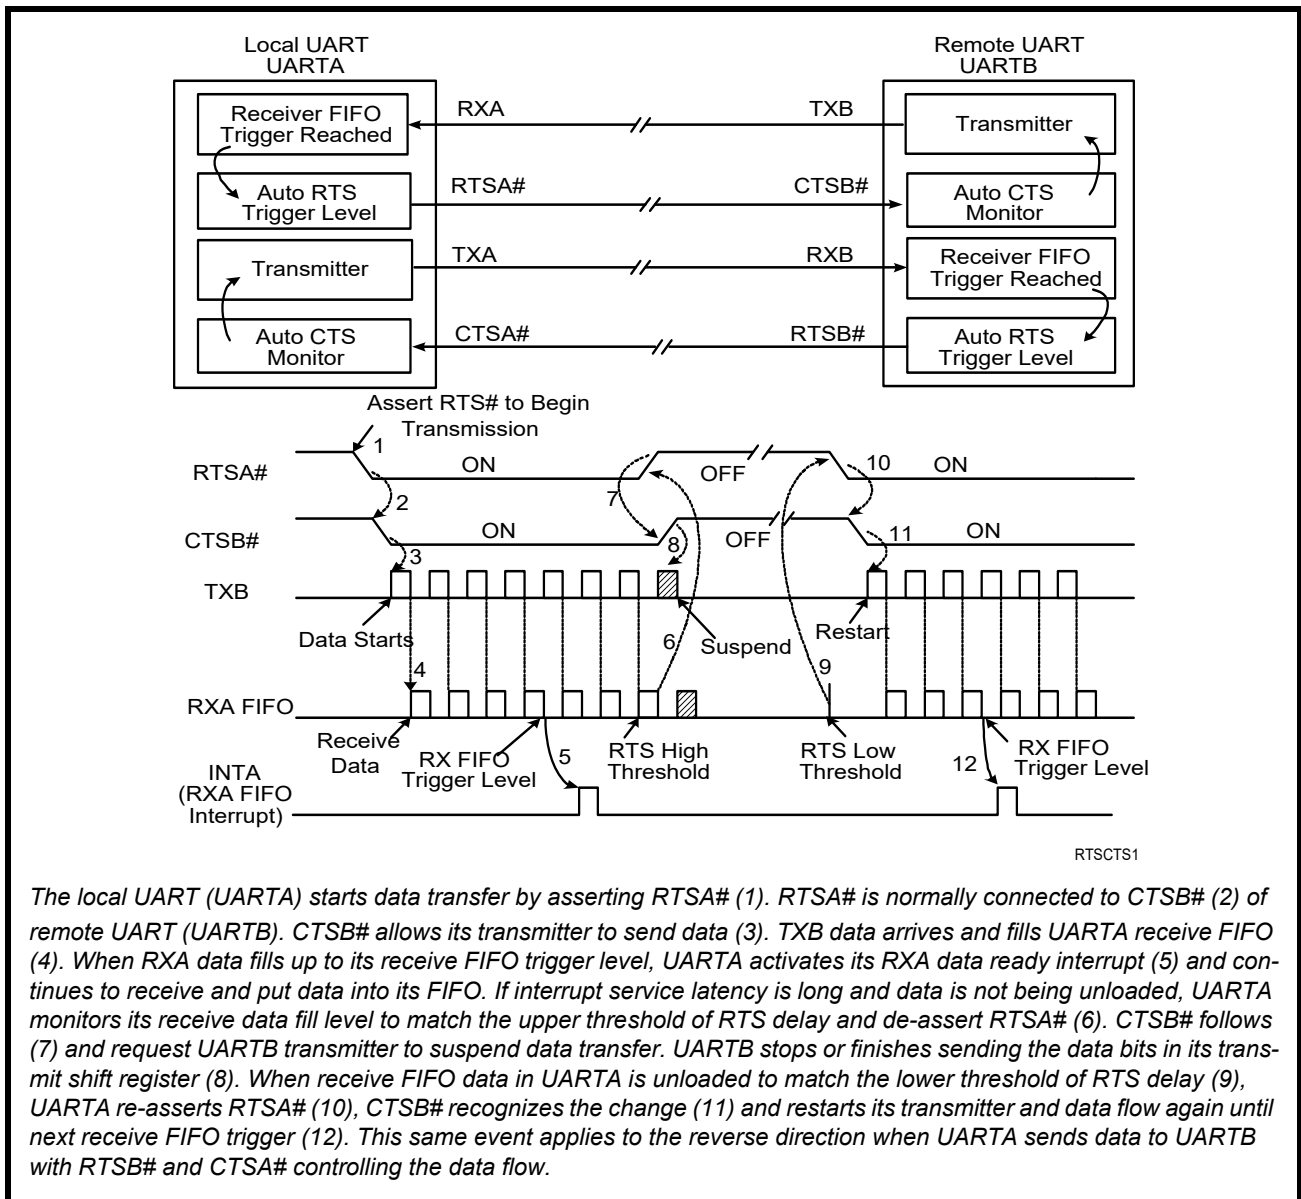 Local UART
UARTA
Remote UART
UARTB
Receiver FIFO
Trigger Reached
RXA
TXB
Transmitter
Auto RTS
Trigger Level
RTSA#
CTSB#
Auto CTS
Monitor
Transmitter
TXA
RXB
Receiver FIFO
Trigger Reached
Auto CTS
Monitor
CTSA#
RTSB#
Auto RTS
Trigger Level
Assert RTS# to Begin
Transmission
RTSA#
1
ON
7
OFF
10
ON
2
CTSB#
ON
8
OFF
11
ON
3
TXB
Data Starts
6
Suspend
Restart
4
9
RXA FIFO
Receive
Data
RX FIFO
Trigger Level
5
RTS High
Threshold
RTS Low
Threshold
12
RX FIFO
Trigger Level
INTA
(RXA FIFO
Interrupt)
RTSCTS1
The local UART (UARTA) starts data transfer by asserting RTSA# (1). RTSA# is normally connected to CTSB# (2) of
remote UART (UARTB). CTSB# allows its transmitter to send data (3). TXB data arrives and fills UARTA receive FIFO
(4). When RXA data fills up to its receive FIFO trigger level, UARTA activates its RXA data ready interrupt (5) and con-
tinues to receive and put data into its FIFO. If interrupt service latency is long and data is not being unloaded, UARTA
monitors its receive data fill level to match the upper threshold of RTS delay and de-assert RTSA# (6). CTSB# follows
(7) and request UARTB transmitter to suspend data transfer. UARTB stops or finishes sending the data bits in its trans-
mit shift register (8). When receive FIFO data in UARTA is unloaded to match the lower threshold of RTS delay (9),
UARTA re-asserts RTSA# (10), CTSB# recognizes the change (11) and restarts its transmitter and data flow again until
next receive FIFO trigger (12). This same event applies to the reverse direction when UARTA sends data to UARTB
with RTSB# and CTSA# controlling the data flow.